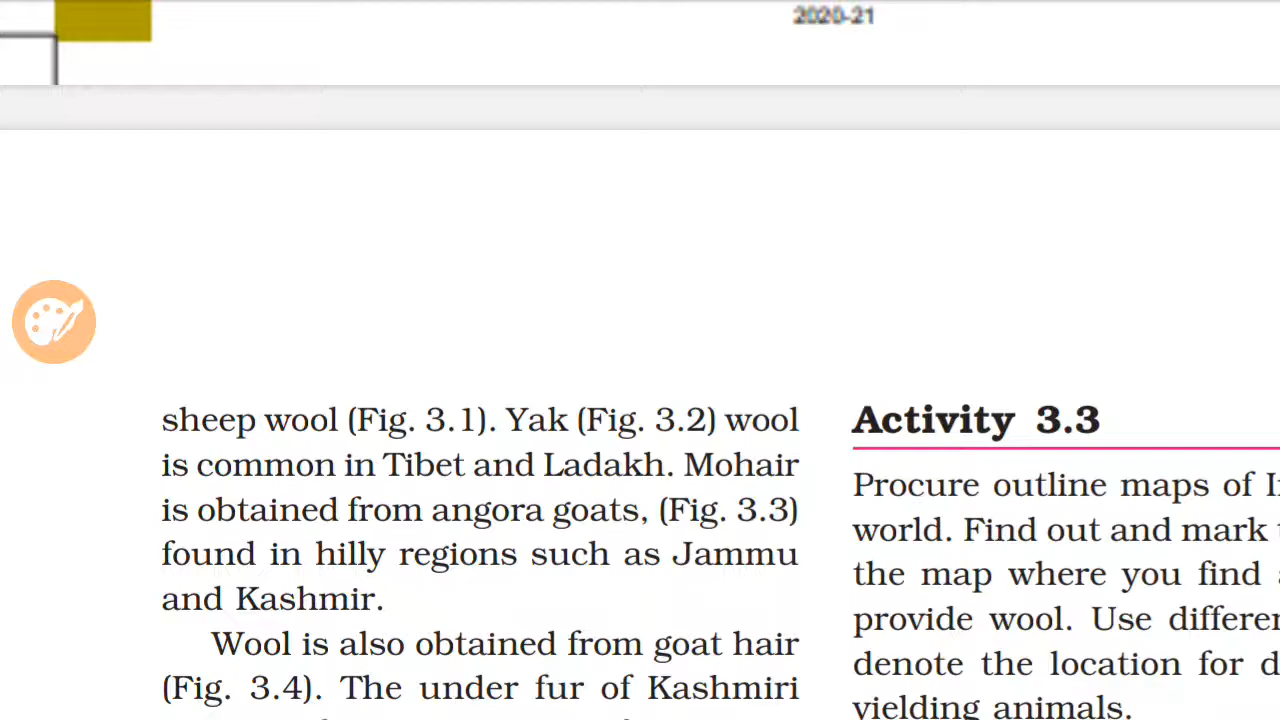 2020-21
sheep wool (Fig. 3.1). Yak (Fig. 3.2) wool
is common in Tibet and Ladakh. Mohair
is obtained from angora goats, (Fig. 3.3)
found in hilly regions such as Jammu
and Kashmir.
Wool is also obtained from goat hair
(Fig. 3.4). The under fur of Kashmiri
Activity 3.3
Procure outline maps of
world. Find out and mark
the map where you find
provide wool. Use
denote the location for
yielding animals.